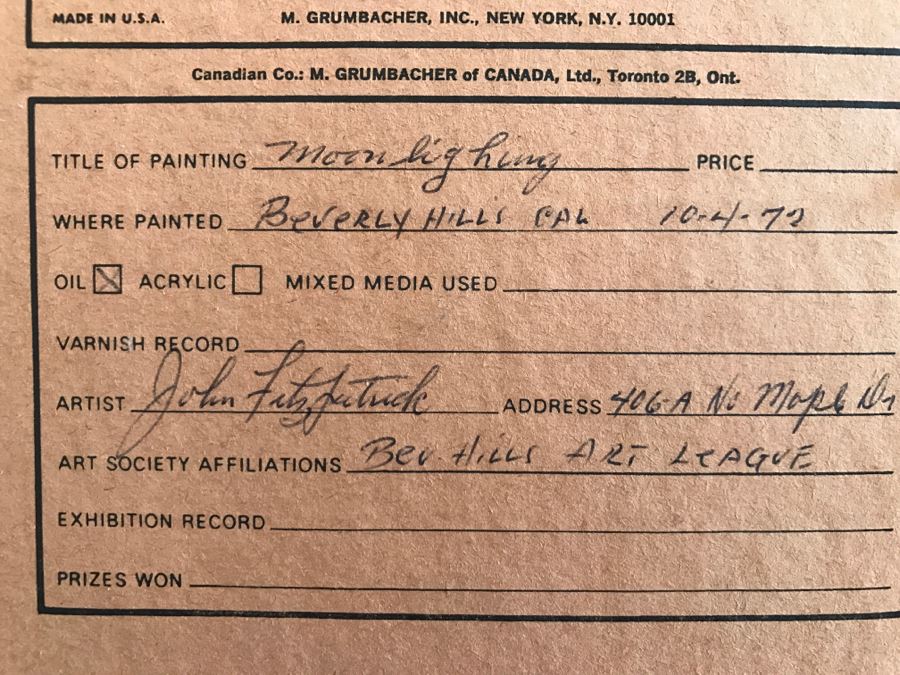 MADE IN U.S.A. M. GRUMBACHER, INC., NEW YORK, N.Y. 10001
Canadian Co.: M. GRUMBACHER of CANADA, Ltd., Toronto 2B, Ont.
TITLE OF PAINTING Moonlighing PRICE
WHERE PAINTED BEVERLY HILLS CAL 10-4-72
OIL ☒ ACRYLIC ☐ MIXED MEDIA USED
VARNISH RECORD
ARTIST John Fitzpatrick ADDRESS 406-A No Maple Dr
ART SOCIETY AFFILIATIONS Bev. Hills ART LEAGUE
EXHIBITION RECORD
PRIZES WON